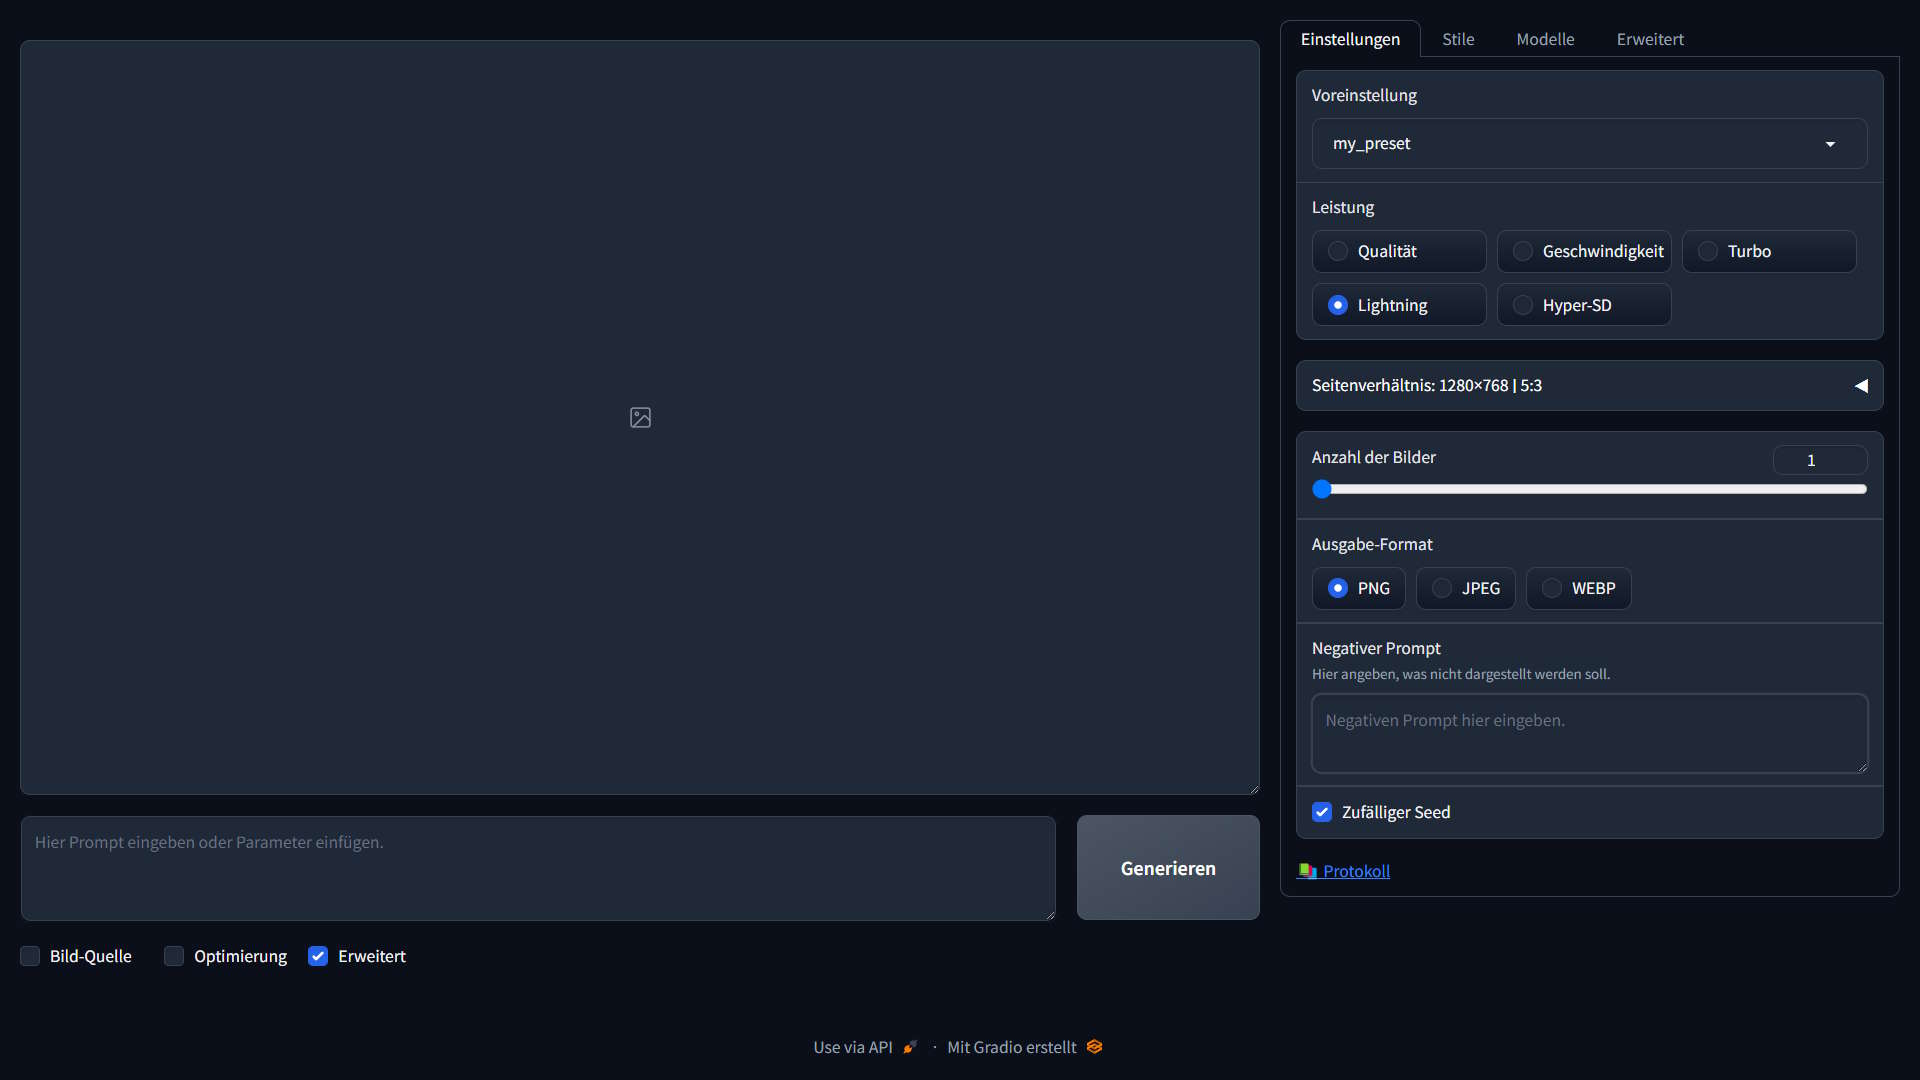 Einstellungen Stile Modelle Erweitert
Voreinstellung
my_preset
Leistung
Qualität Geschwindigkeit Turbo
Lightning Hyper-SD
Seitenverhältnis: 1280×768 | 5:3
Anzahl der Bilder 1
Ausgabe-Format
PNG JPEG WEBP
Negativer Prompt
Hier angeben, was nicht dargestellt werden soll.
Negativen Prompt hier eingeben.
Zufälliger Seed
Protokoll
Hier Prompt eingeben oder Parameter einfügen.
Generieren
Bild-Quelle Optimierung Erweitert
Use via API · Mit Gradio erstellt